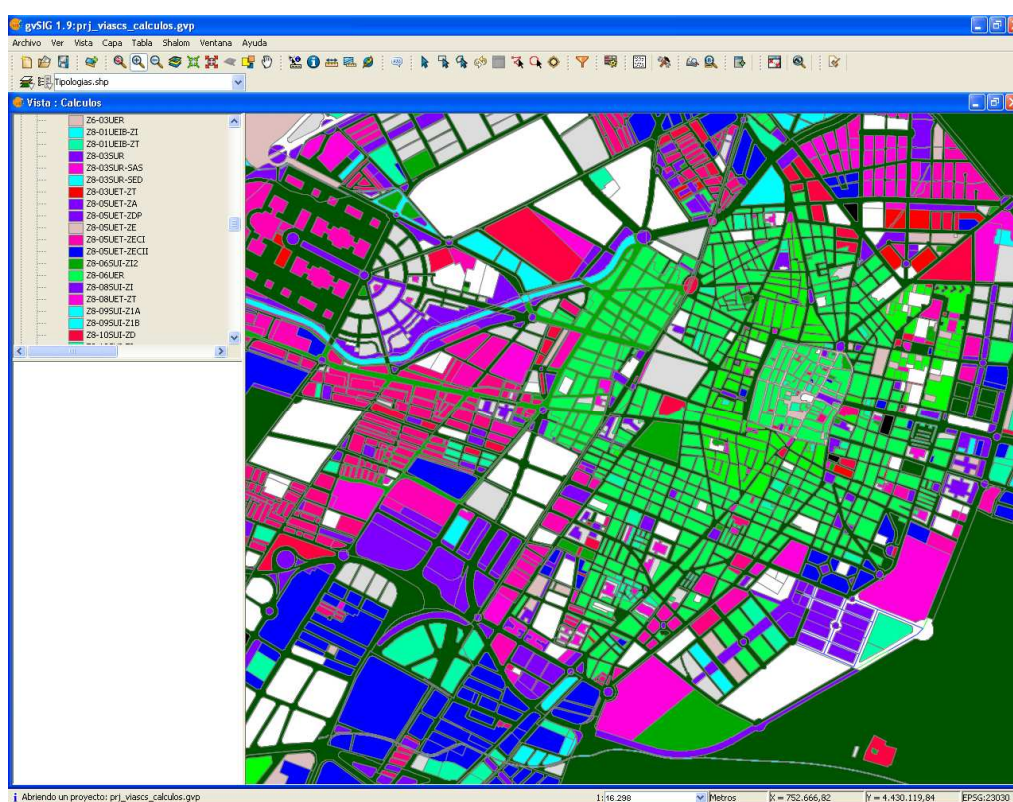 gvSIG 1.9:prj_viascs_calculos.gvp
Archivo Ver Vista Capa Tabla Shalom Ventana Ayuda
Tipologias.shp
Vista : Calculos
Z6-03UER
Z8-01UEIB-ZI
Z8-01UEIB-ZT
Z8-03SUR
Z8-03SUR-SAS
Z8-03SUR-SED
Z8-03UET-ZT
Z8-05UET-ZA
Z8-05UET-ZDP
Z8-05UET-ZE
Z8-05UET-ZECI
Z8-05UET-ZECII
Z8-06SUI-ZI2
Z8-06UER
Z8-08SUI-ZI
Z8-08UET-ZT
Z8-09SUI-Z1A
Z8-09SUI-Z1B
Z8-10SUI-ZD
Abriendo un proyecto: prj_viascs_calculos.gvp 1:16.298 Metros X = 752.666,82 Y = 4.430.119,84 EPSG:23030